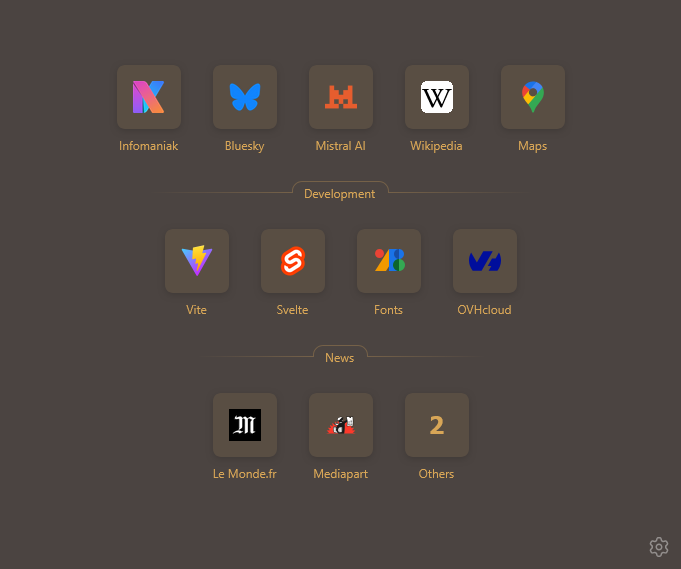 Infomaniak
Bluesky
Mistral AI
W
Wikipedia
Maps
Development
Vite
Svelte
Fonts
OVHcloud
News
M
Le Monde.fr
Mediapart
2
Others